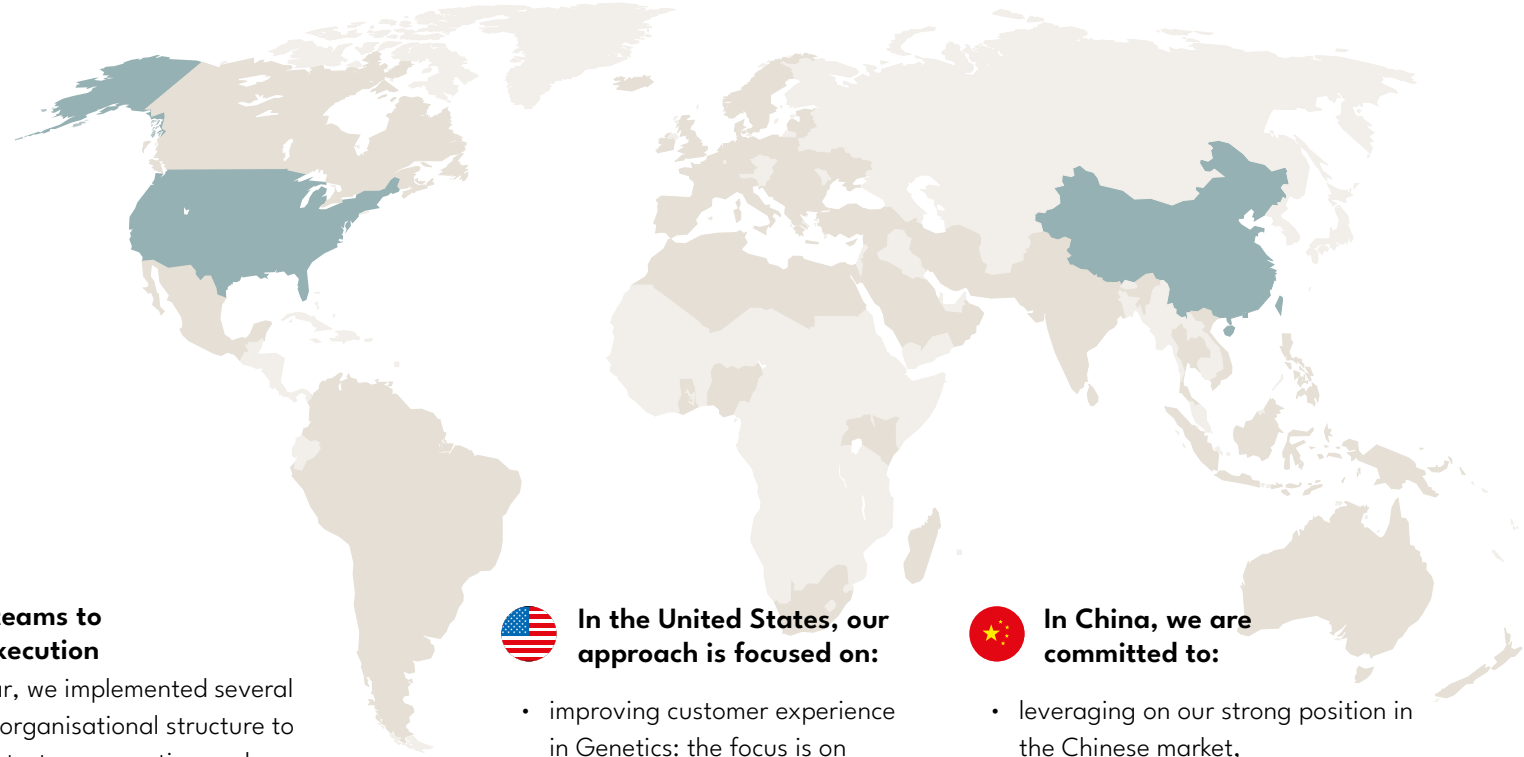 teams to
xecution
ar, we implemented several
organisational structure to
In the United States, our
approach is focused on:
• improving customer experience
in Genetics: the focus is on
In China, we are
committed to:
• leveraging on our strong position in
the Chinese market,